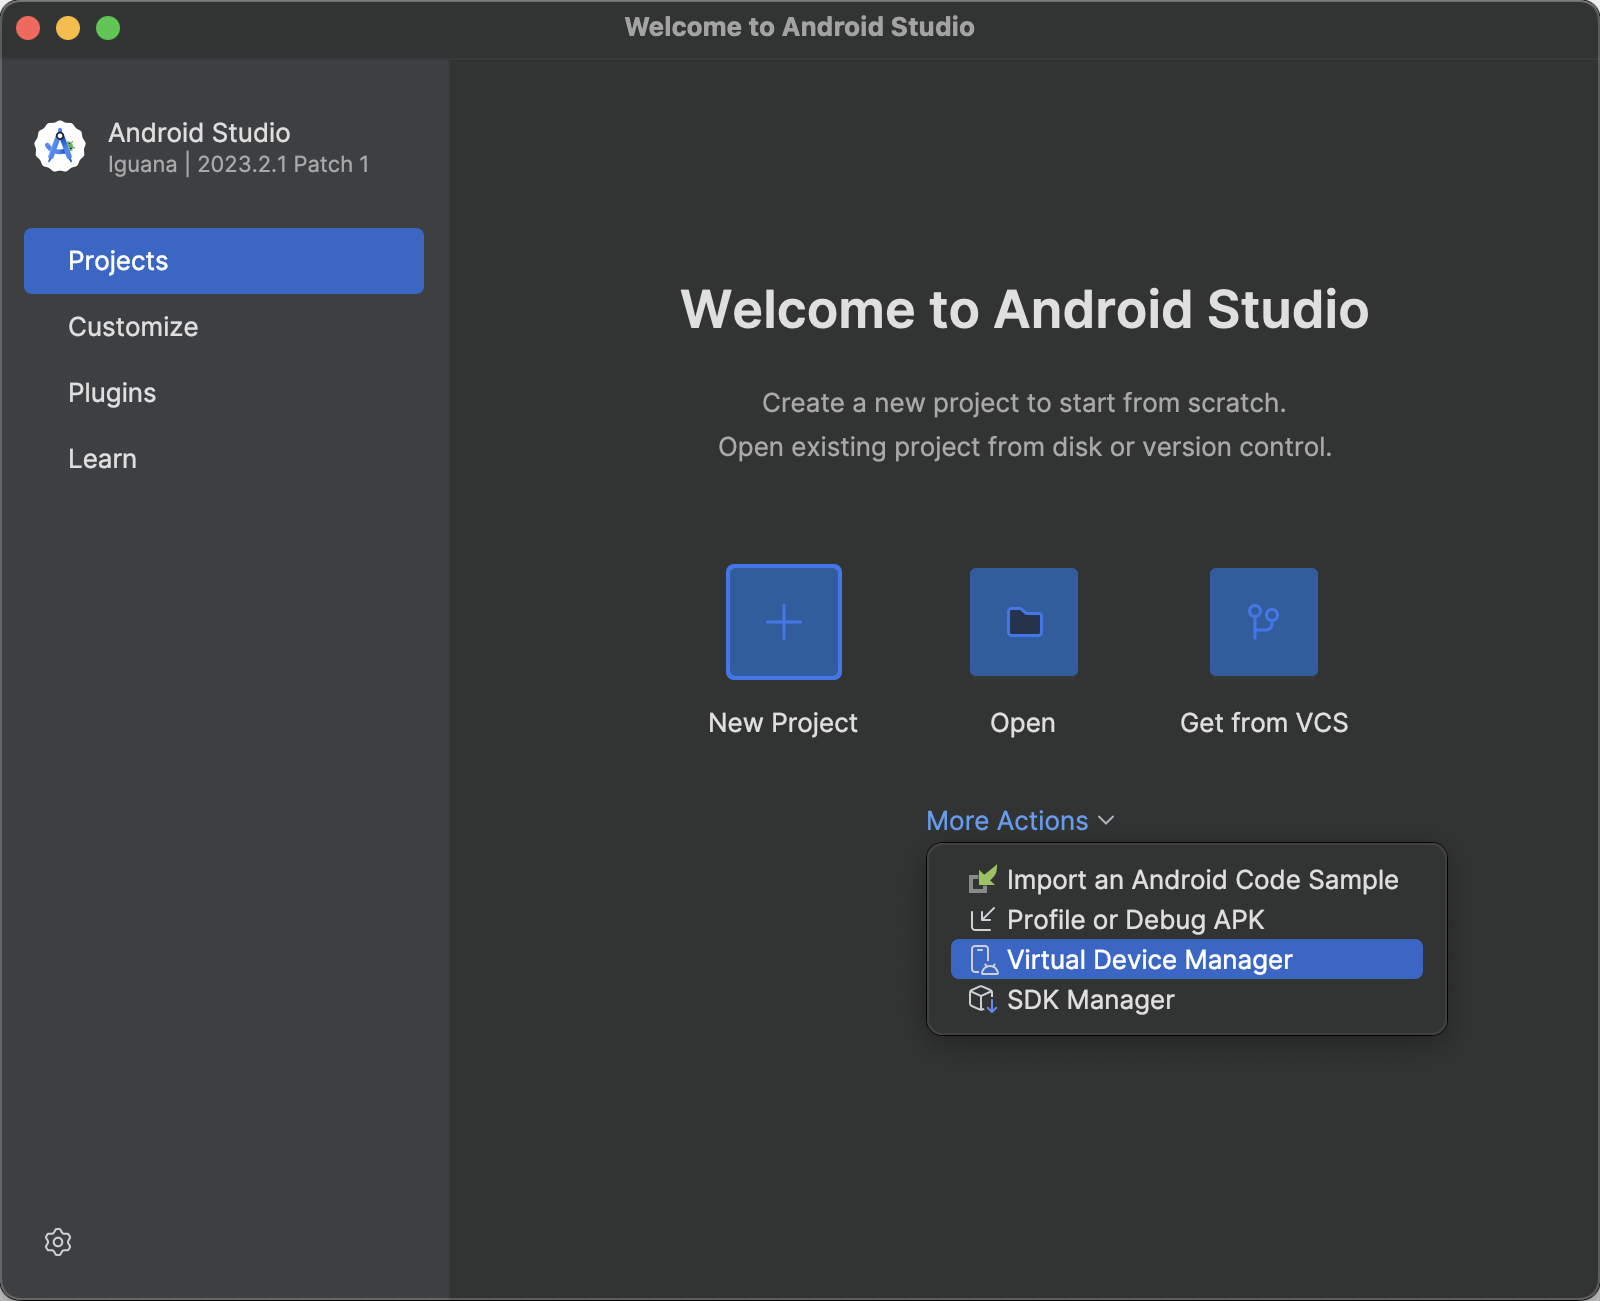 Welcome to Android Studio
Android Studio
Iguana | 2023.2.1 Patch 1
Projects
Customize
Plugins
Learn
Welcome to Android Studio
Create a new project to start from scratch.
Open existing project from disk or version control.
New Project
Open
Get from VCS
More Actions
Import an Android Code Sample
Profile or Debug APK
Virtual Device Manager
SDK Manager